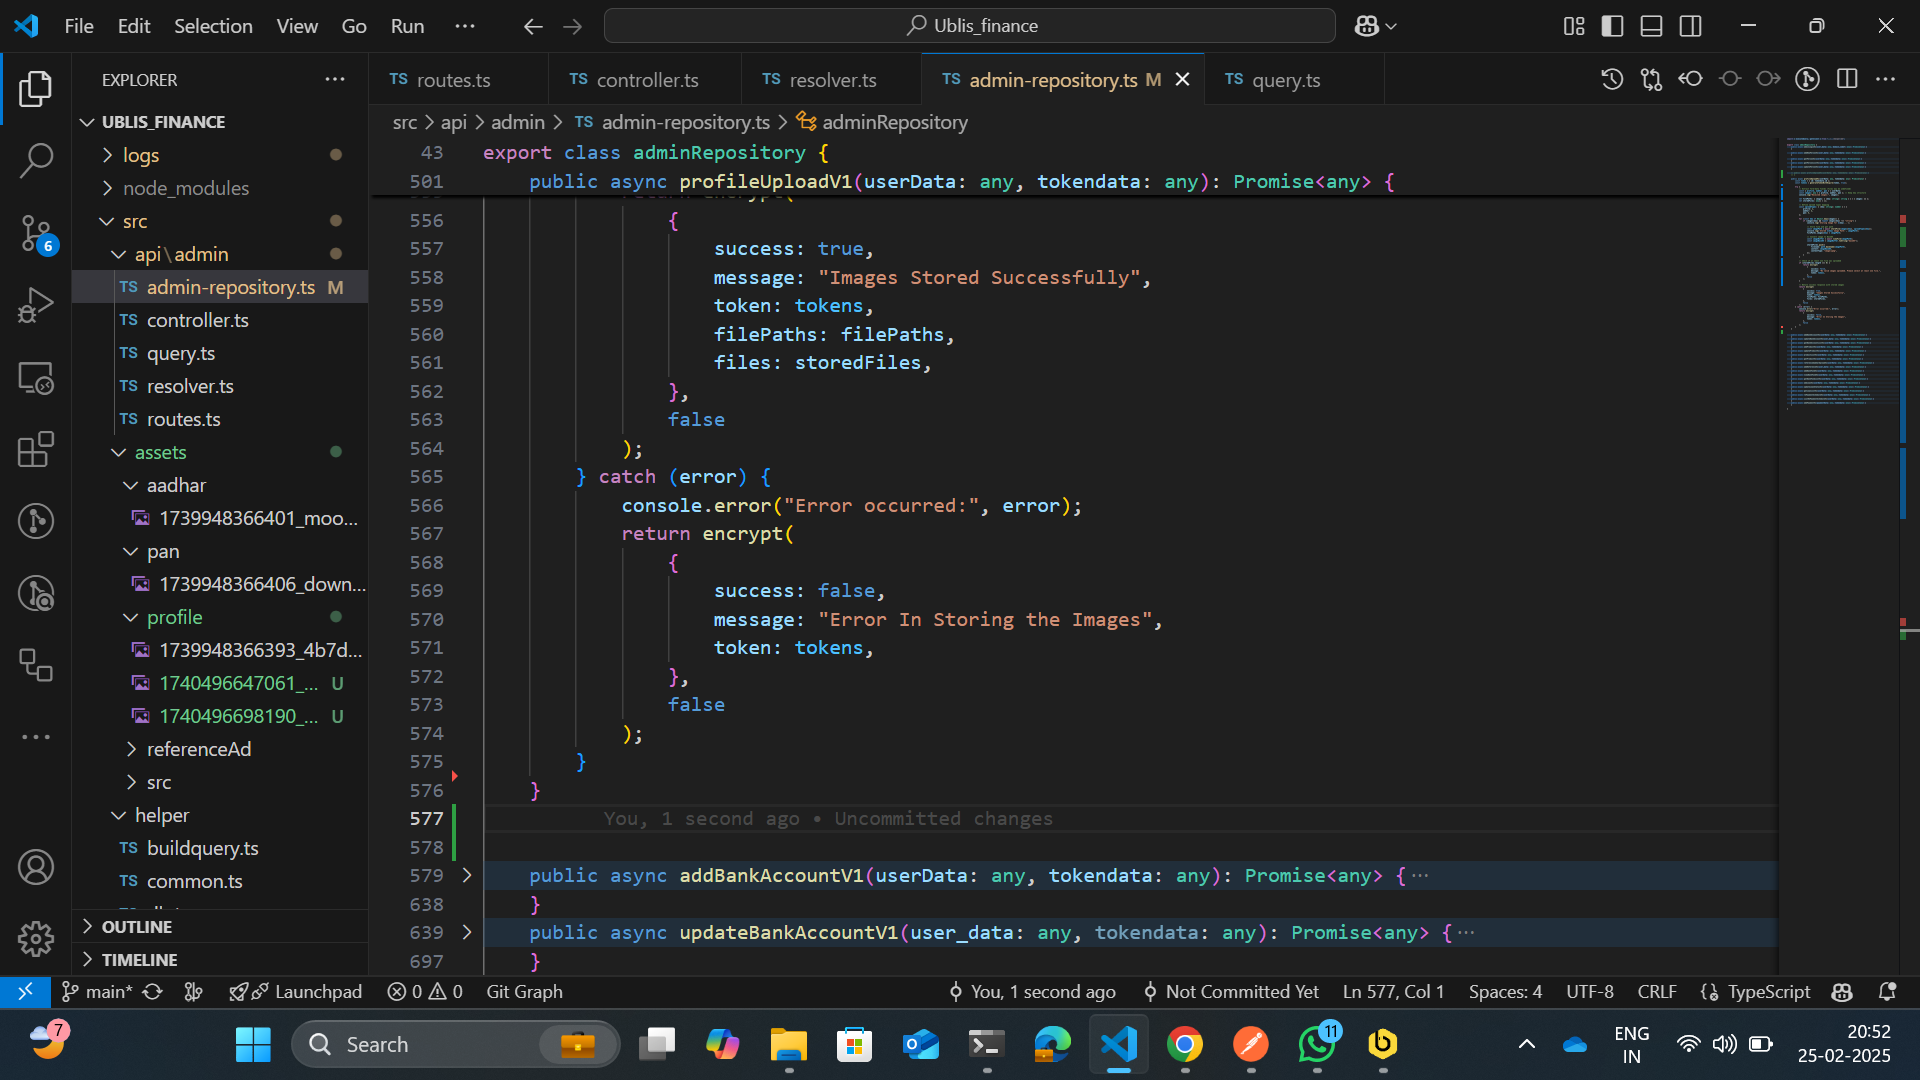 File Edit Selection View Go Run ··· Ublis_finance
EXPLORER ···
UBLIS_FINANCE
logs
node_modules
src
api\admin
TS admin-repository.ts M
TS controller.ts
TS query.ts
TS resolver.ts
TS routes.ts
assets
aadhar
1739948366401_moo...
pan
1739948366406_down...
profile
1739948366393_4b7d...
1740496647061_... U
1740496698190_... U
referenceAd
src
helper
TS buildquery.ts
TS common.ts
OUTLINE
TIMELINE
6
TS routes.ts TS controller.ts TS resolver.ts TS admin-repository.ts M TS query.ts
src > api > admin > TS admin-repository.ts > adminRepository
43 export class adminRepository {
501 public async profileUploadV1(userData: any, tokendata: any): Promise<any> {
556 {
557 success: true,
558 message: "Images Stored Successfully",
559 token: tokens,
560 filePaths: filePaths,
561 files: storedFiles,
562 },
563 false
564 );
565 } catch (error) {
566 console.error("Error occurred:", error);
567 return encrypt(
568 {
569 success: false,
570 message: "Error In Storing the Images",
571 token: tokens,
572 },
573 false
574 );
575 }
576 }
577 You, 1 second ago • Uncommitted changes
578
579 public async addBankAccountV1(userData: any, tokendata: any): Promise<any> {···
638 }
639 public async updateBankAccountV1(user_data: any, tokendata: any): Promise<any> {···
697 }
main* Launchpad 0 0 Git Graph You, 1 second ago Not Committed Yet Ln 577, Col 1 Spaces: 4 UTF-8 CRLF {} TypeScript
7 Search 11 ENG 20:52
IN 25-02-2025